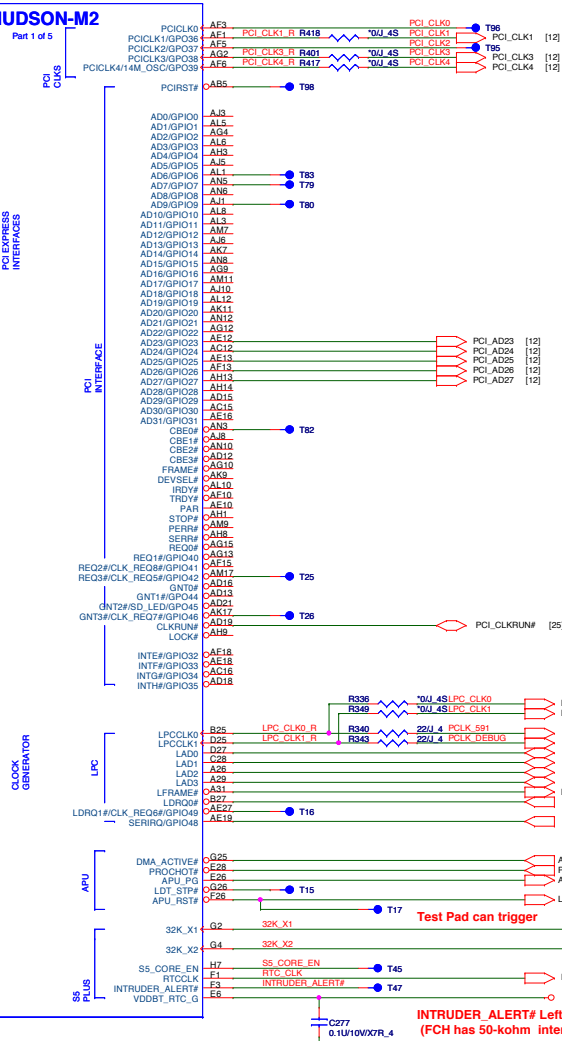 HUDSON-M2
Part 1 of 5
PCI CLKS
PCICLK0 AF3 PCI_CLK0 T96
PCICLK1/GPO36 AF1 PCI_CLK1_R R418 *0/J_4S PCI_CLK1 PCI_CLK1 [12]
PCICLK2/GPO37 AF5 PCI_CLK2 T95
PCICLK3/GPO38 AG2 PCI_CLK3_R R401 *0/J_4S PCI_CLK3 PCI_CLK3 [12]
PCICLK4/14M_OSC/GPO39 AF6 PCI_CLK4_R R417 *0/J_4S PCI_CLK4 PCI_CLK4 [12]
PCIRST# AB5 T98
PCI EXPRESS INTERFACES
PCI INTERFACE
AD0/GPIO0 AJ3
AD1/GPIO1 AL5
AD2/GPIO2 AG4
AD3/GPIO3 AL6
AD4/GPIO4 AH3
AD5/GPIO5 AJ5
AD6/GPIO6 AL1 T83
AD7/GPIO7 AN5 T79
AD8/GPIO8 AN6
AD9/GPIO9 AJ1 T80
AD10/GPIO10 AL8
AD11/GPIO11 AL3
AD12/GPIO12 AM7
AD13/GPIO13 AJ6
AD14/GPIO14 AK7
AD15/GPIO15 AN8
AD16/GPIO16 AG9
AD17/GPIO17 AM11
AD18/GPIO18 AJ10
AD19/GPIO19 AL12
AD20/GPIO20 AK11
AD21/GPIO21 AN12
AD22/GPIO22 AG12
AD23/GPIO23 AE12 PCI_AD23 [12]
AD24/GPIO24 AC12 PCI_AD24 [12]
AD25/GPIO25 AE13 PCI_AD25 [12]
AD26/GPIO26 AF13 PCI_AD26 [12]
AD27/GPIO27 AH13 PCI_AD27 [12]
AD28/GPIO28 AH14
AD29/GPIO29 AD15
AD30/GPIO30 AC15
AD31/GPIO31 AE16
CBE0# AN3 T82
CBE1# AJ8
CBE2# AN10
CBE3# AD12
FRAME# AG10
DEVSEL# AK9
IRDY# AL10
TRDY# AF10
PAR AE10
STOP# AH1
PERR# AM9
SERR# AH8
REQ0# AG15
REQ1#/GPIO40 AG13
REQ2#/CLK_REQ8#/GPIO41 AF15
REQ3#/CLK_REQ5#/GPIO42 AM17 T25
GNT0# AD16
GNT1#/GPO44 AD13
GNT2#/SD_LED/GPO45 AD21
GNT3#/CLK_REQ7#/GPIO46 AK17 T26
CLKRUN# AD19 PCI_CLKRUN# [25]
LOCK# AH9
INTE#/GPIO32 AF18
INTF#/GPIO33 AE18
INTG#/GPIO34 AC16
INTH#/GPIO35 AD18
R336 *0/J_4S LPC_CLK0
R349 *0/J_4S LPC_CLK1
CLOCK GENERATOR
LPC
LPCCLK0 B25 LPC_CLK0_R R340 22/J_4 PCLK_591
LPCCLK1 D25 LPC_CLK1_R R343 22/J_4 PCLK_DEBUG
LAD0 D27
LAD1 C28
LAD2 A26
LAD3 A29
LFRAME# A31
LDRQ0# B27
LDRQ1#/CLK_REQ6#/GPIO49 AE27 T16
SERIRQ/GPIO48 AE19
APU
DMA_ACTIVE# G25
PROCHOT# E28
APU_PG E26
LDT_STP# G26 T15
APU_RST# F26
T17
Test Pad can trigger
32K_X1 G2 32K_X1
32K_X2 G4 32K_X2
S5 PLUS
S5_CORE_EN H7 S5_CORE_EN T45
RTCCLK F1 RTC_CLK
INTRUDER_ALERT# F3 INTRUDER_ALERT# T47
VDDBT_RTC_G E6
C277
0.1U/10V/X7R_4
INTRUDER_ALERT# Left
(FCH has 50-kohm inter